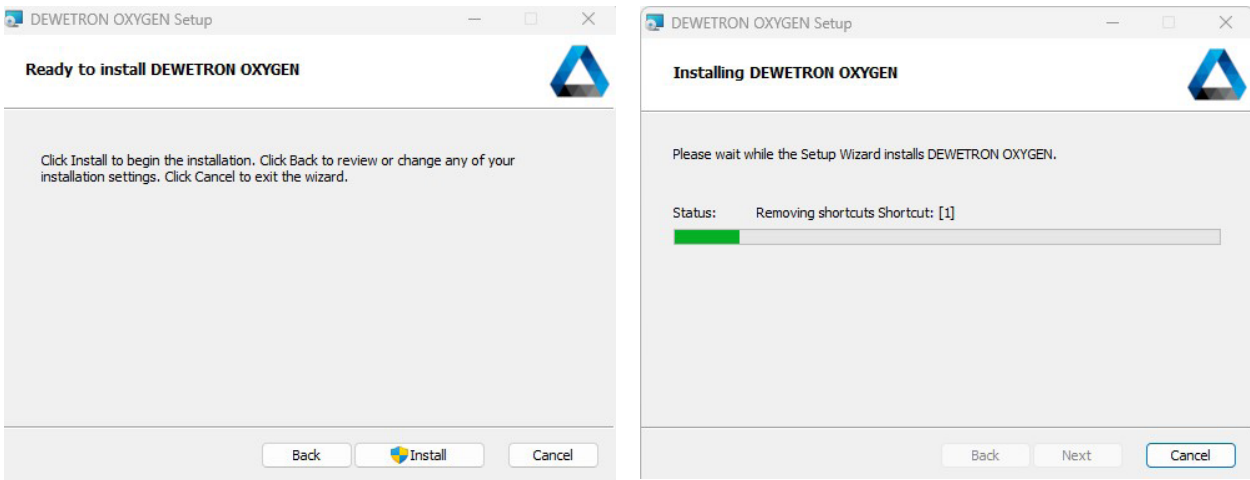 DEWETRON OXYGEN Setup
Ready to install DEWETRON OXYGEN
Click Install to begin the installation. Click Back to review or change any of your
installation settings. Click Cancel to exit the wizard.
Back
Install
Cancel
DEWETRON OXYGEN Setup
Installing DEWETRON OXYGEN
Please wait while the Setup Wizard installs DEWETRON OXYGEN.
Status: Removing shortcuts Shortcut: [1]
Back
Next
Cancel